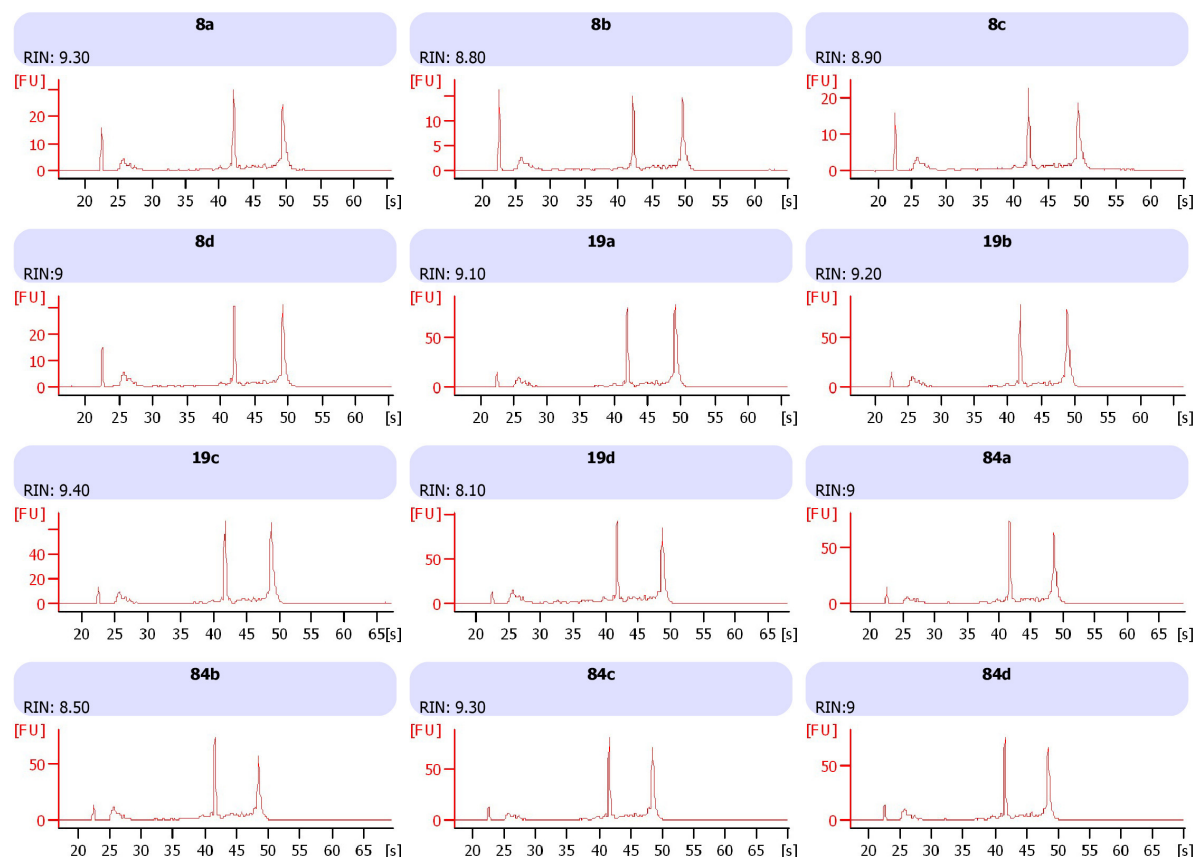 8a 8b 8c
RIN: 9.30 RIN: 8.80 RIN: 8.90
[FU] [FU] [FU]
20 15 20
10 10 10
5
0 0 0
20 25 30 35 40 45 50 55 60 [s] 20 25 30 35 40 45 50 55 60 [s] 20 25 30 35 40 45 50 55 60 [s]
8d 19a 19b
RIN:9 RIN: 9.10 RIN: 9.20
[FU] [FU] [FU]
20 50 50
10
0 0 0
20 25 30 35 40 45 50 55 60 [s] 20 25 30 35 40 45 50 55 60 [s] 20 25 30 35 40 45 50 55 60 [s]
19c 19d 84a
RIN: 9.40 RIN: 8.10 RIN:9
[FU] [FU] [FU]
100
40 50 50
20
0 0 0
20 25 30 35 40 45 50 55 60 65[s] 20 25 30 35 40 45 50 55 60 65 [s] 20 25 30 35 40 45 50 55 60 65 [s]
84b 84c 84d
RIN: 8.50 RIN: 9.30 RIN:9
[FU] [FU] [FU]
50 50 50
0 0 0
20 25 30 35 40 45 50 55 60 65 [s] 20 25 30 35 40 45 50 55 60 65 [s] 20 25 30 35 40 45 50 55 60 65 [s]